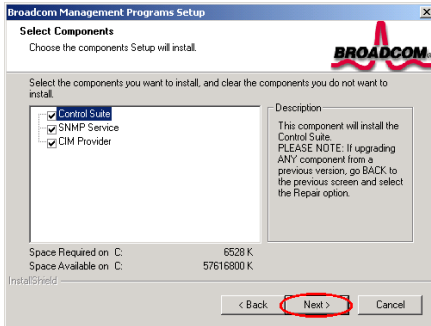 Broadcom Management Programs Setup
Select Components
Choose the components Setup will install.
BROADCOM.
Select the components you want to install, and clear the components you do not want to
install.
Control Suite
SNMP Service
CIM Provider
Description
This component will install the
Control Suite.
PLEASE NOTE: If upgrading
ANY component from a
previous version, go BACK to
the previous screen and select
the Repair option.
Space Required on C: 6528 K
Space Available on C: 57616800 K
InstallShield
< Back
Next >
Cancel